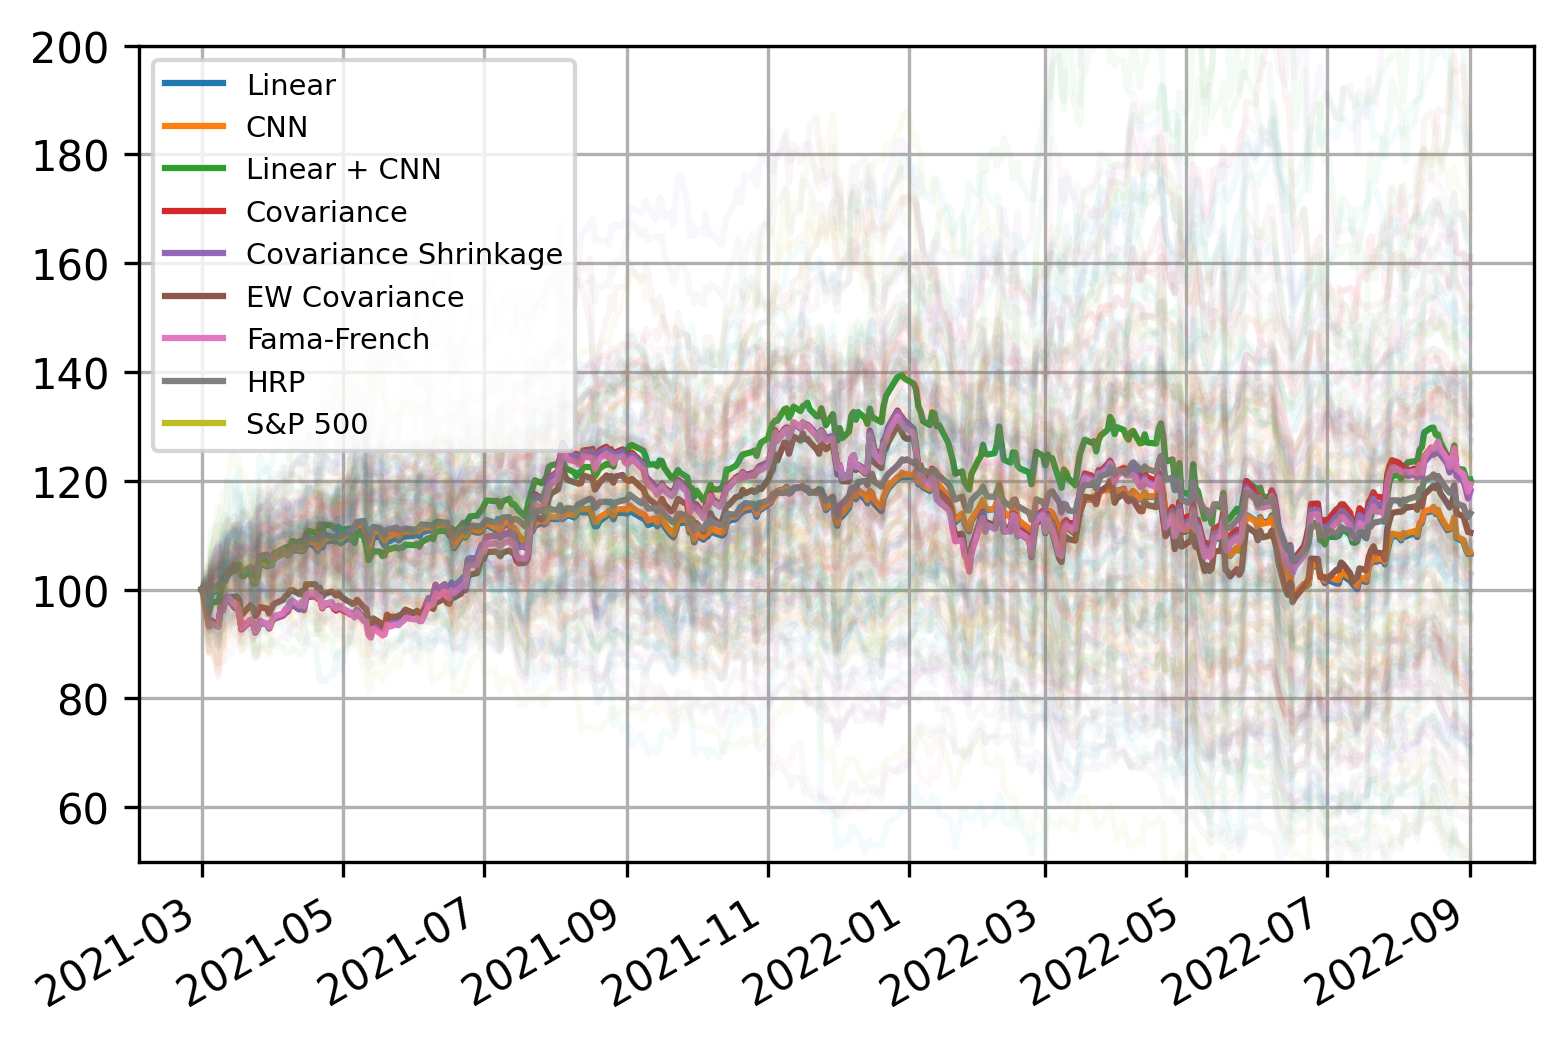 200
180
160
140
120
100
80
60
Linear
CNN
Linear + CNN
Covariance
Covariance Shrinkage
EW Covariance
Fama-French
HRP
S&P 500
2021-03
2021-05
2021-07
2021-09
2021-11
2022-01
2022-03
2022-05
2022-07
2022-09